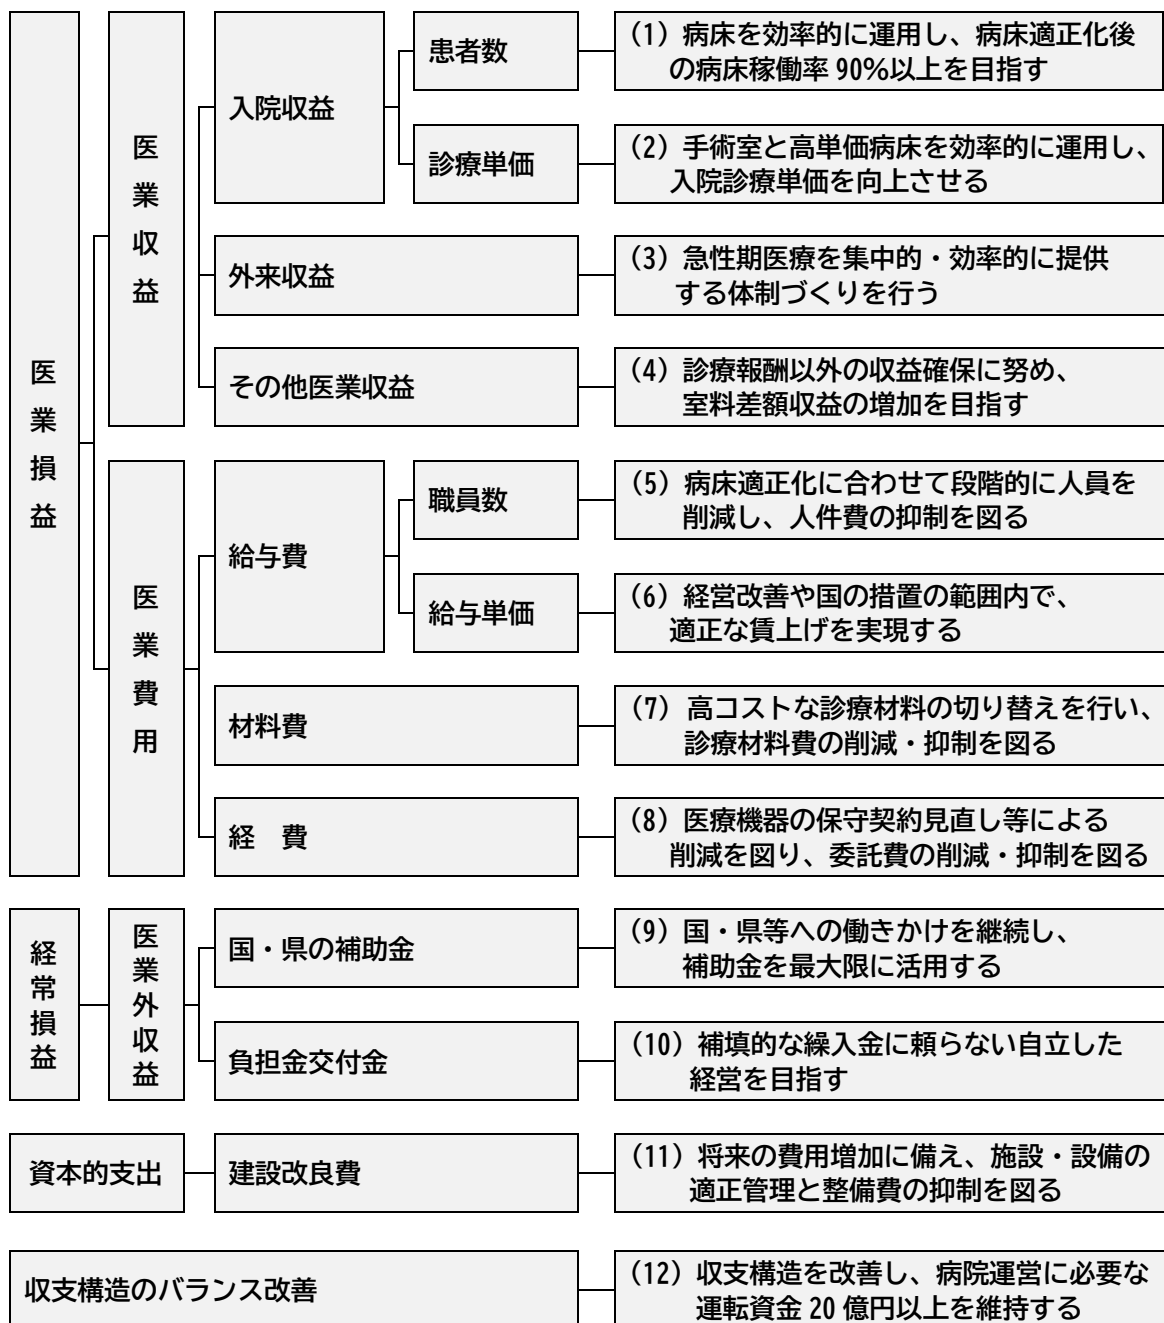 医業損益
医業収益
入院収益
患者数
(1) 病床を効率的に運用し、病床適正化後
の病床稼働率 90%以上を目指す
診療単価
(2) 手術室と高単価病床を効率的に運用し、
入院診療単価を向上させる
外来収益
(3) 急性期医療を集中的・効率的に提供
する体制づくりを行う
その他医業収益
(4) 診療報酬以外の収益確保に努め、
室料差額収益の増加を目指す
医業費用
給与費
職員数
(5) 病床適正化に合わせて段階的に人員を
削減し、人件費の抑制を図る
給与単価
(6) 経営改善や国の措置の範囲内で、
適正な賃上げを実現する
材料費
(7) 高コストな診療材料の切り替えを行い、
診療材料費の削減・抑制を図る
経　費
(8) 医療機器の保守契約見直し等による
削減を図り、委託費の削減・抑制を図る
経常損益
医業外収益
国・県の補助金
(9) 国・県等への働きかけを継続し、
補助金を最大限に活用する
負担金交付金
(10) 補填的な繰入金に頼らない自立した
経営を目指す
資本的支出
建設改良費
(11) 将来の費用増加に備え、施設・設備の
適正管理と整備費の抑制を図る
収支構造のバランス改善
(12) 収支構造を改善し、病院運営に必要な
運転資金 20 億円以上を維持する